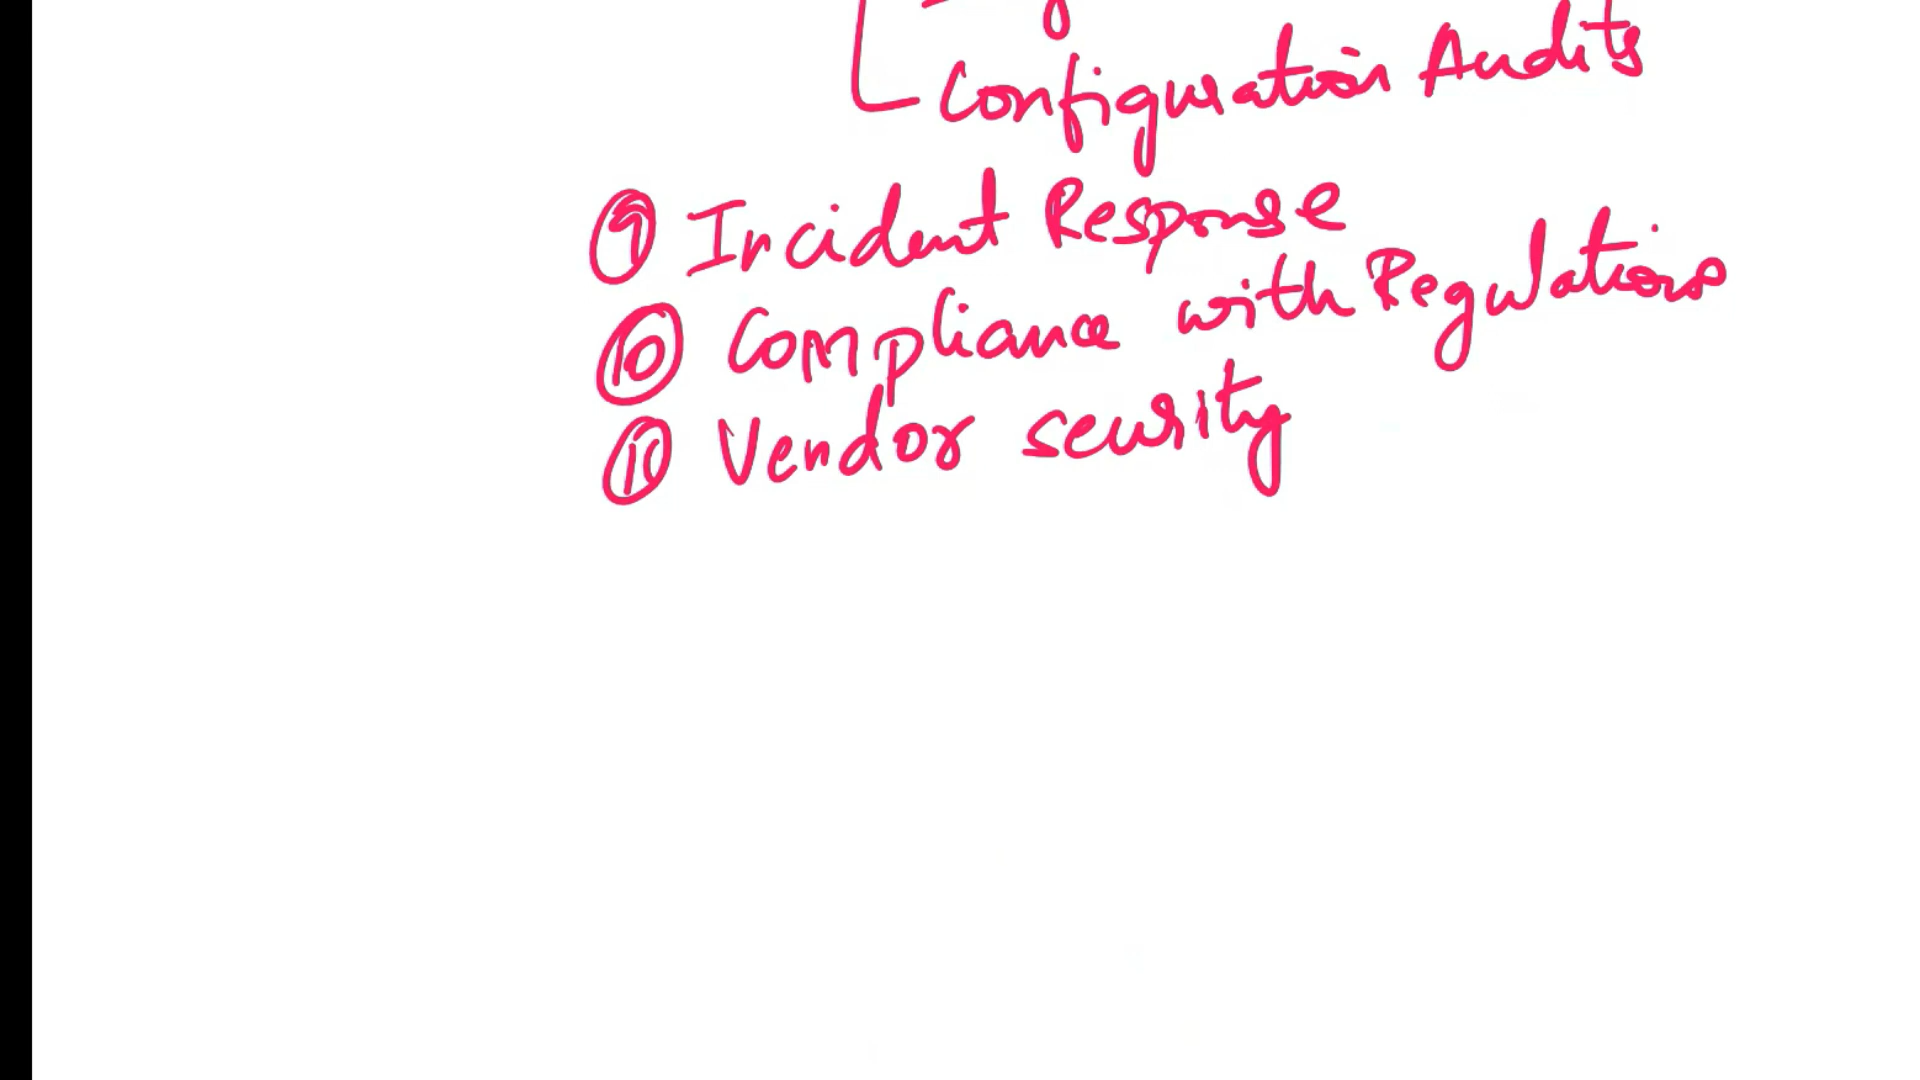 Configuration Audits
⑨ Incident Response
⑩ Compliance with Regulations
⑪ Vendor security